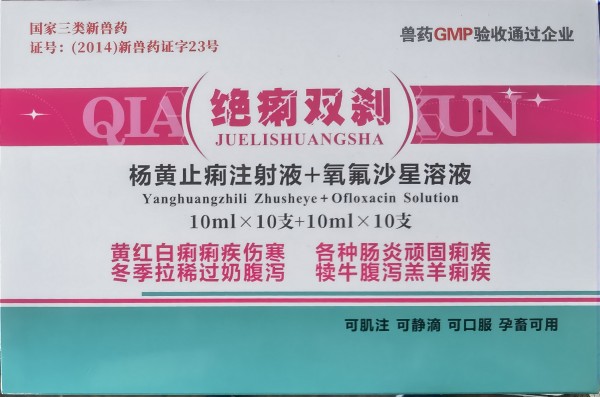 国家三类新兽药
证号：(2014)新兽药证字23号
兽药GMP验收通过企业
QIA XUN
绝痢双刹
JUELISHUANGSHA
杨黄止痢注射液+氧氟沙星溶液
Yanghuangzhili Zhusheye+Ofloxacin Solution
10ml×10支+10ml×10支
黄红白痢痢疾伤寒 各种肠炎顽固痢疾
冬季拉稀过奶腹泻 犊牛腹泻羔羊痢疾
可肌注 可静滴 可口服 孕畜可用